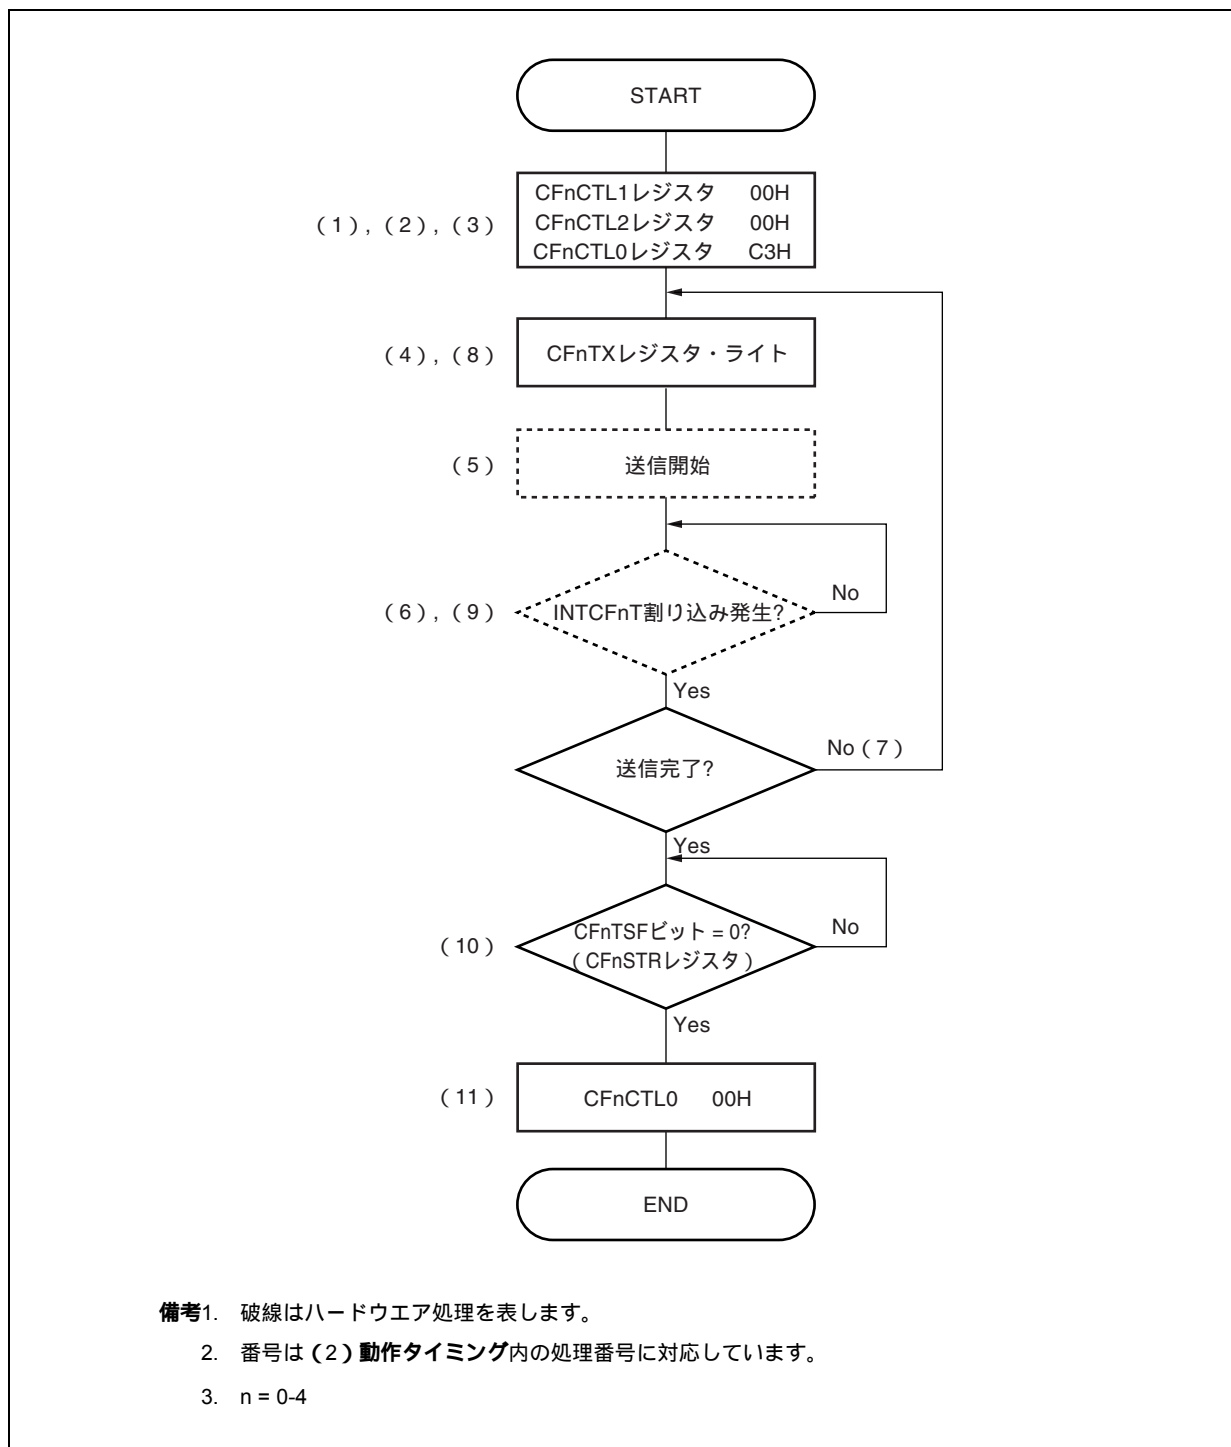 START
(1),(2),(3)
CFnCTL1レジスタ 00H
CFnCTL2レジスタ 00H
CFnCTL0レジスタ C3H
(4),(8)
CFnTXレジスタ・ライト
(5)
送信開始
(6),(9)
INTCFnT割り込み発生?
No
Yes
送信完了?
No(7)
Yes
(10)
CFnTSFビット = 0?
(CFnSTRレジスタ)
No
Yes
(11)
CFnCTL0 00H
END
備考1. 破線はハードウエア処理を表します。
2. 番号は(2)動作タイミング内の処理番号に対応しています。
3. n = 0-4